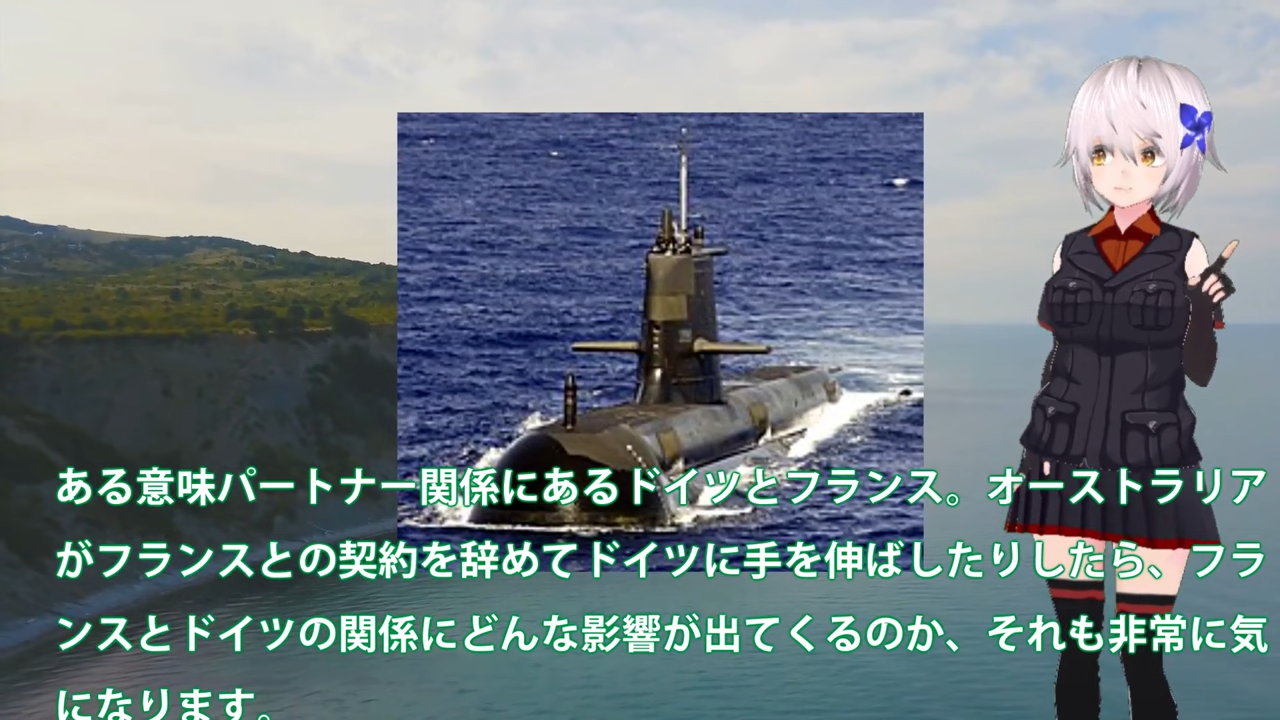 ある意味パートナー関係にあるドイツとフランス。オーストラリア
がフランスとの契約を辞めてドイツに手を伸ばしたりしたら、フラ
ンスとドイツの関係にどんな影響が出てくるのか、それも非常に気
になります。